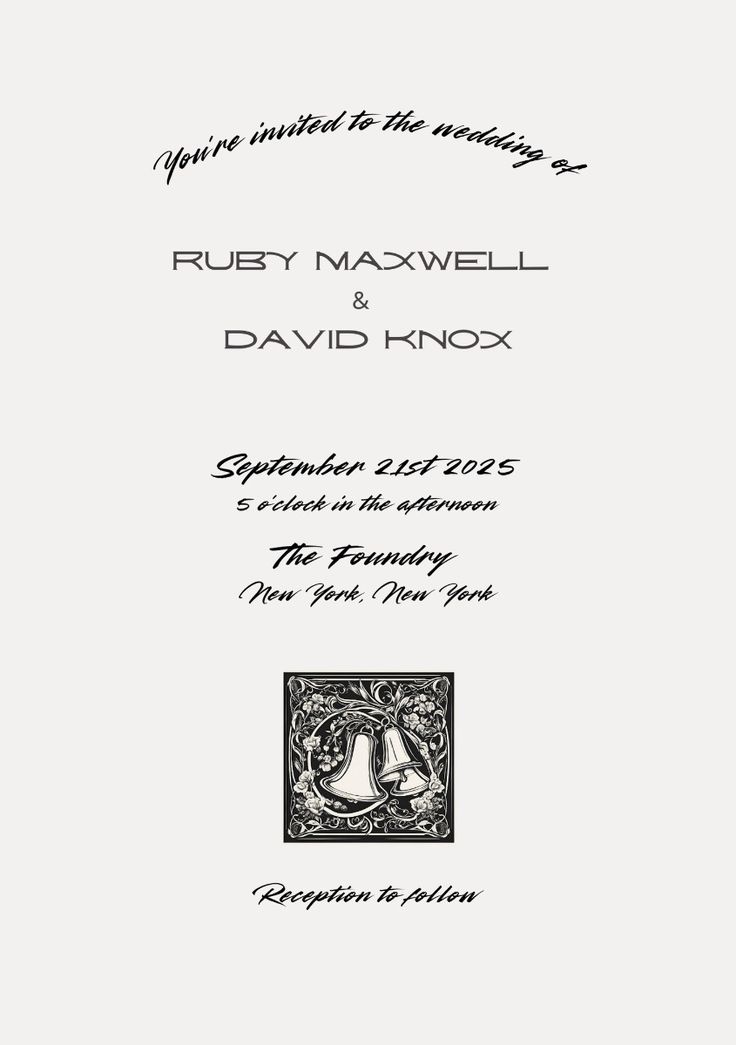 You're invited to the wedding of
RUBY MAXWELL
&
DAVID KNOX
September 21st 2025
5 o'clock in the afternoon
The Foundry
New York, New York
Reception to follow